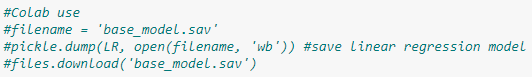 #Colab use
#filename = 'base_model.sav'
#pickle.dump(LR, open(filename, 'wb')) #save linear regression model
#files.download('base_model.sav')